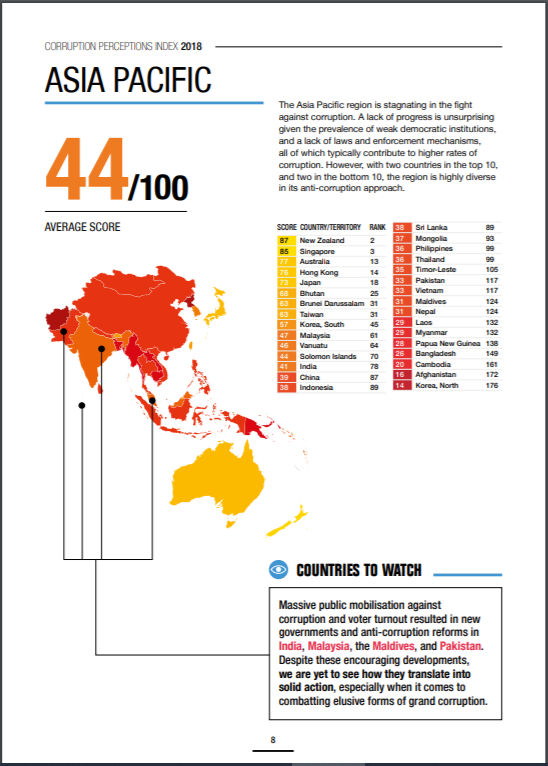 CORRUPTION PERCEPTIONS INDEX 2018
ASIA PACIFIC
44/100
AVERAGE SCORE
The Asia Pacific region is stagnating in the fight
against corruption. A lack of progress is unsurprising
given the prevalence of weak democratic institutions,
and a lack of laws and enforcement mechanisms,
all of which typically contribute to higher rates of
corruption. However, with two countries in the top 10,
and two in the bottom 10, the region is highly diverse
in its anti-corruption approach.
SCORE COUNTRY/TERRITORY RANK
87 New Zealand 2
85 Singapore 3
77 Australia 13
76 Hong Kong 14
73 Japan 18
68 Bhutan 25
63 Brunei Darussalam 31
63 Taiwan 31
57 Korea, South 45
47 Malaysia 61
46 Vanuatu 64
44 Solomon Islands 70
41 India 78
39 China 87
38 Indonesia 89
38 Sri Lanka 89
37 Mongolia 93
36 Philippines 99
36 Thailand 99
35 Timor-Leste 105
33 Pakistan 117
33 Vietnam 117
31 Maldives 124
31 Nepal 124
29 Laos 132
29 Myanmar 132
28 Papua New Guinea 138
26 Bangladesh 149
20 Cambodia 161
16 Afghanistan 172
14 Korea, North 176
COUNTRIES TO WATCH
Massive public mobilisation against
corruption and voter turnout resulted in new
governments and anti-corruption reforms in
India, Malaysia, the Maldives, and Pakistan.
Despite these encouraging developments,
we are yet to see how they translate into
solid action, especially when it comes to
combatting elusive forms of grand corruption.
8